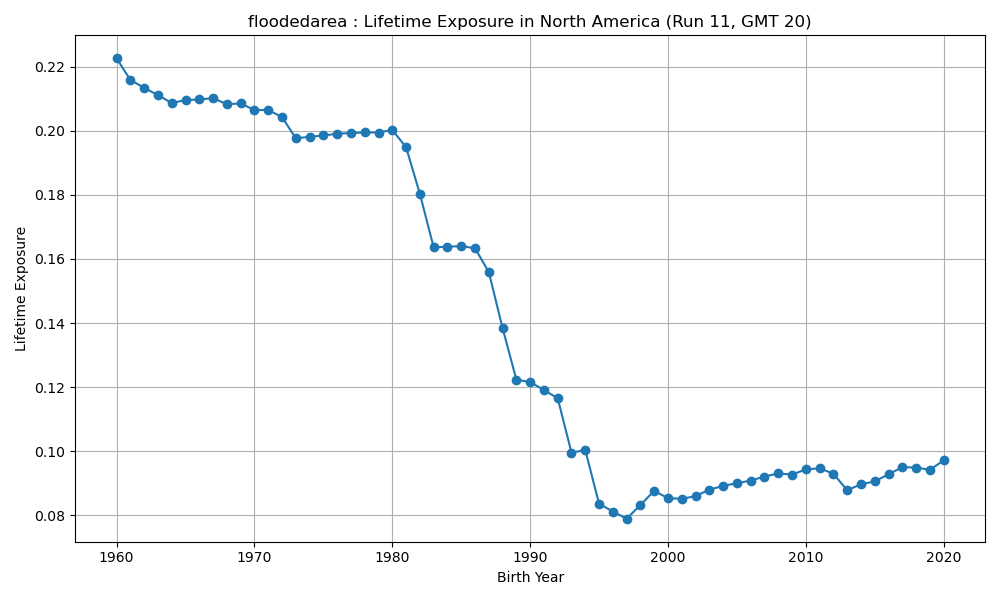 floodedarea : Lifetime Exposure in North America (Run 11, GMT 20)
Lifetime Exposure
0.22
0.20
0.18
0.16
0.14
0.12
0.10
0.08
1960 1970 1980 1990 2000 2010 2020
Birth Year